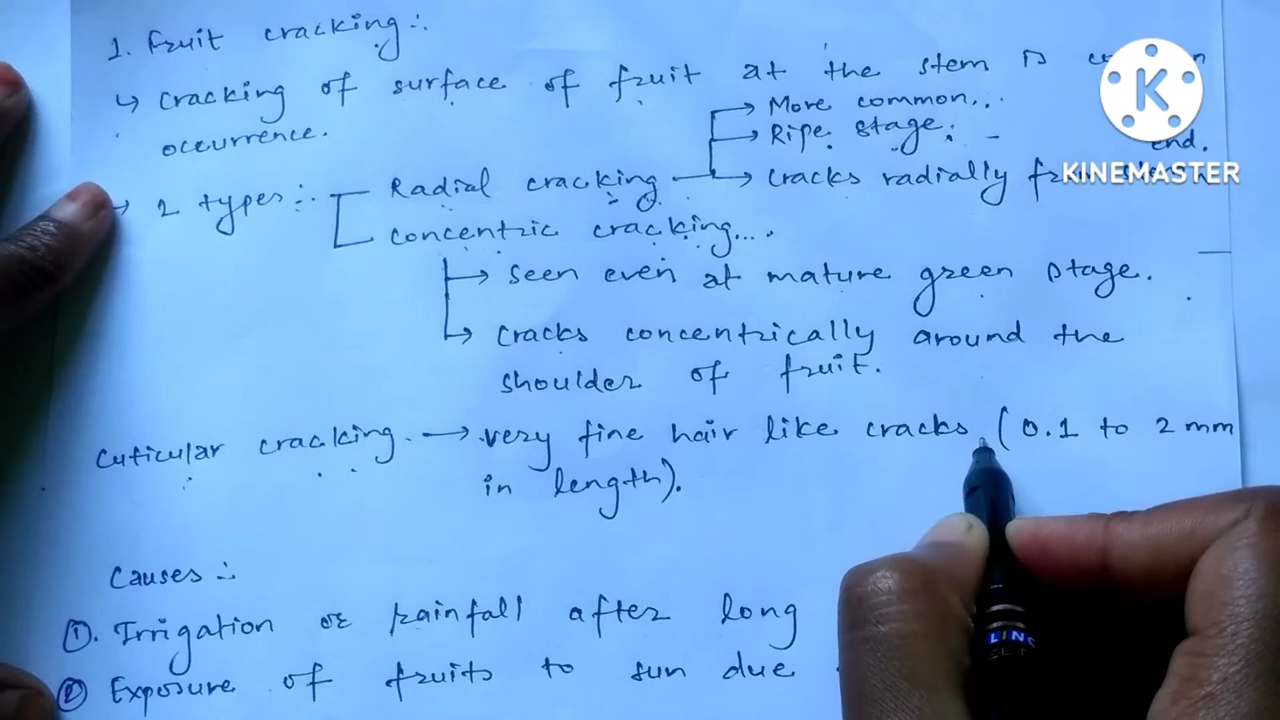 1. Fruit cracking :
↳ cracking of surface of fruit at the stem is
occurrence.
→ More common...
→ Ripe stage:-
→ 2 types :. Radial cracking → cracks radially
end.
concentric cracking....
→ seen even at mature green stage.
↳ cracks concentrically around the
shoulder of fruit.
Cuticular cracking. → very fine hair like cracks (0.1 to 2 mm
in length).
Causes :
①. Irrigation or rainfall after long
② Exposure of fruits to sun due
K
KINEMASTER
LINC